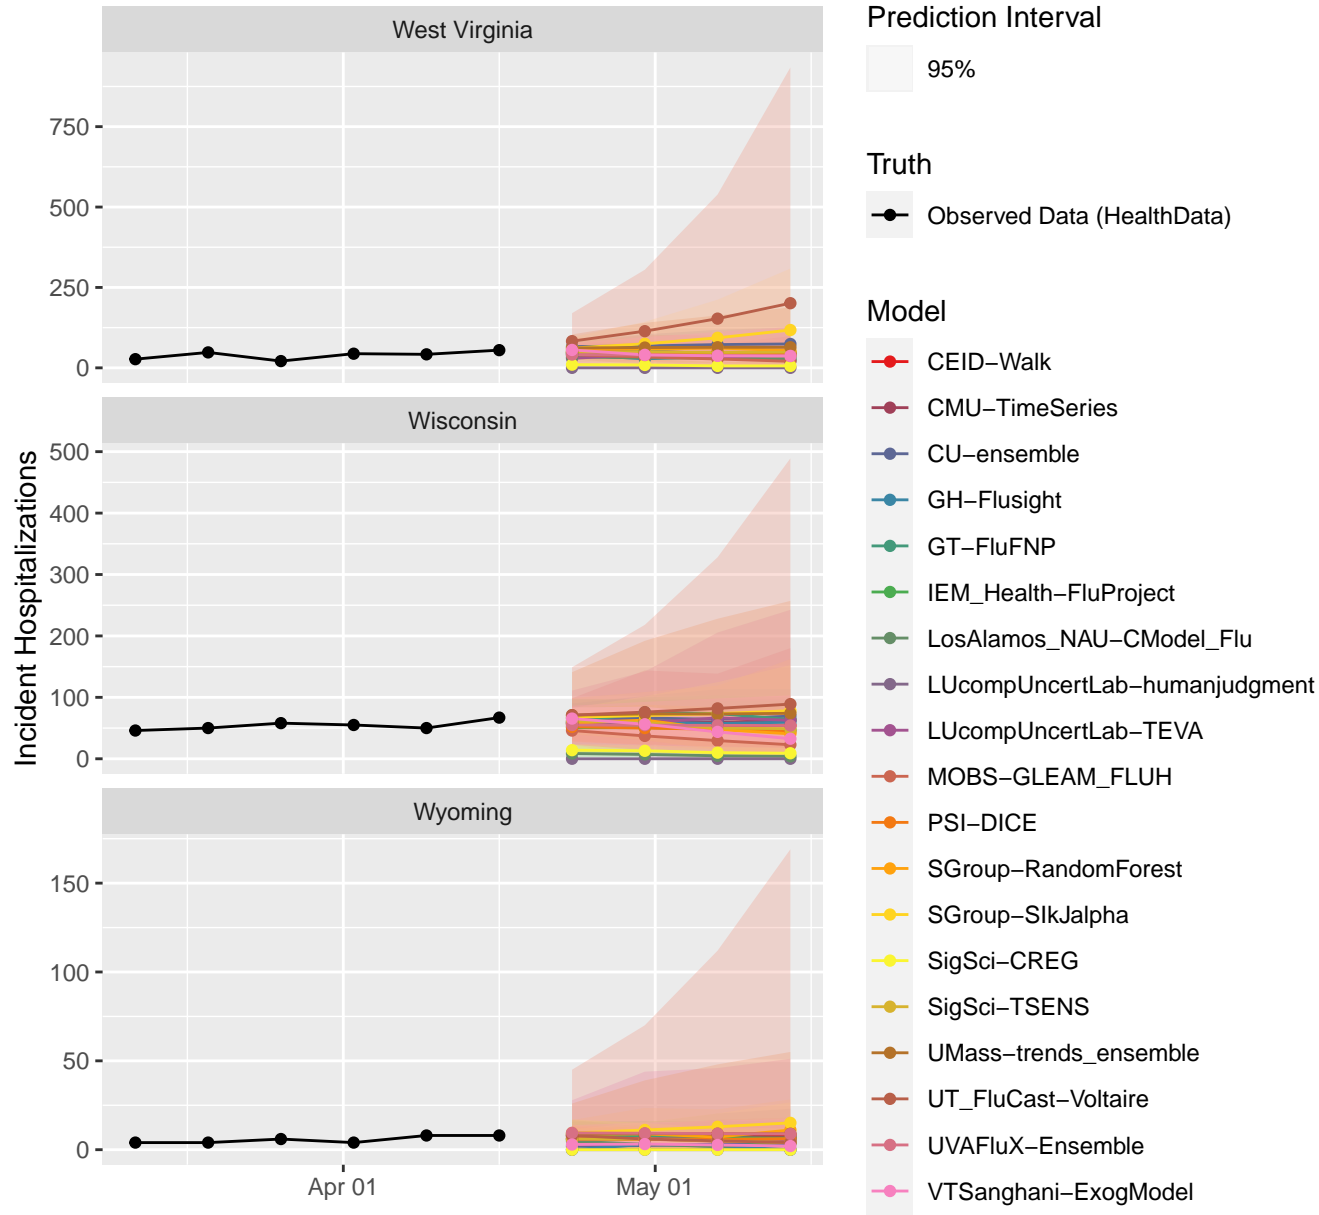 West Virginia
750
500
250
0
Wisconsin
500
400
300
200
100
0
Wyoming
150
100
50
0
Apr 01
May 01
Incident Hospitalizations
Prediction Interval
95%
Truth
Observed Data (HealthData)
Model
CEID−Walk
CMU−TimeSeries
CU−ensemble
GH−Flusight
GT−FluFNP
IEM_Health−FluProject
LosAlamos_NAU−CModel_Flu
LUcompUncertLab−humanjudgment
LUcompUncertLab−TEVA
MOBS−GLEAM_FLUH
PSI−DICE
SGroup−RandomForest
SGroup−SIkJalpha
SigSci−CREG
SigSci−TSENS
UMass−trends_ensemble
UT_FluCast−Voltaire
UVAFluX−Ensemble
VTSanghani−ExogModel